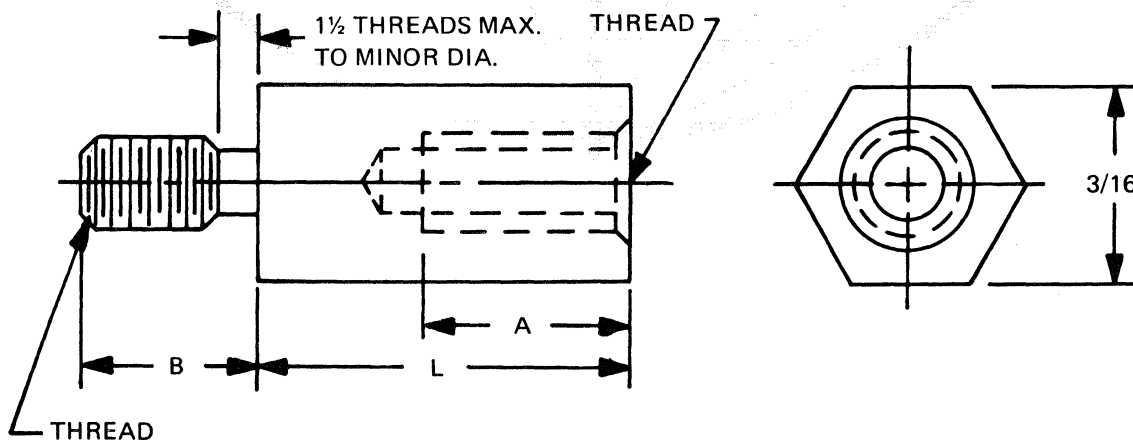 1½ THREADS MAX.
TO MINOR DIA.
THREAD
3/16
A
B
L
THREAD